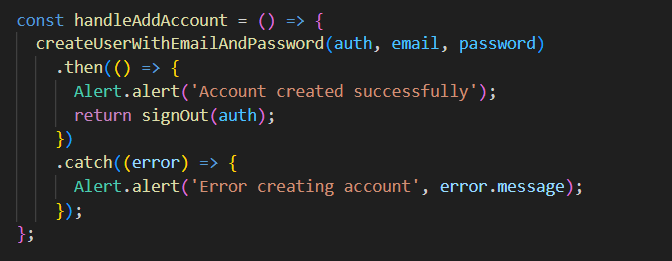 const handleAddAccount = () => {
  createUserWithEmailAndPassword(auth, email, password)
    .then(() => {
      Alert.alert('Account created successfully');
      return signOut(auth);
    })
    .catch((error) => {
      Alert.alert('Error creating account', error.message);
    });
};